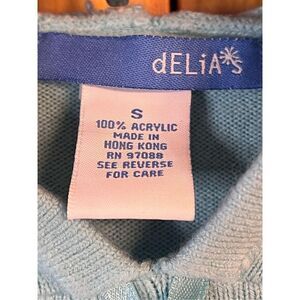 dELiA*s
S
100% ACRYLIC
MADE IN
HONG KONG
RN 97088
SEE REVERSE
FOR CARE